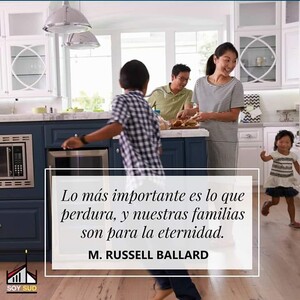 Lo más importante es lo que
perdura, y nuestras familias
son para la eternidad.
M. RUSSELL BALLARD
SOY SUD